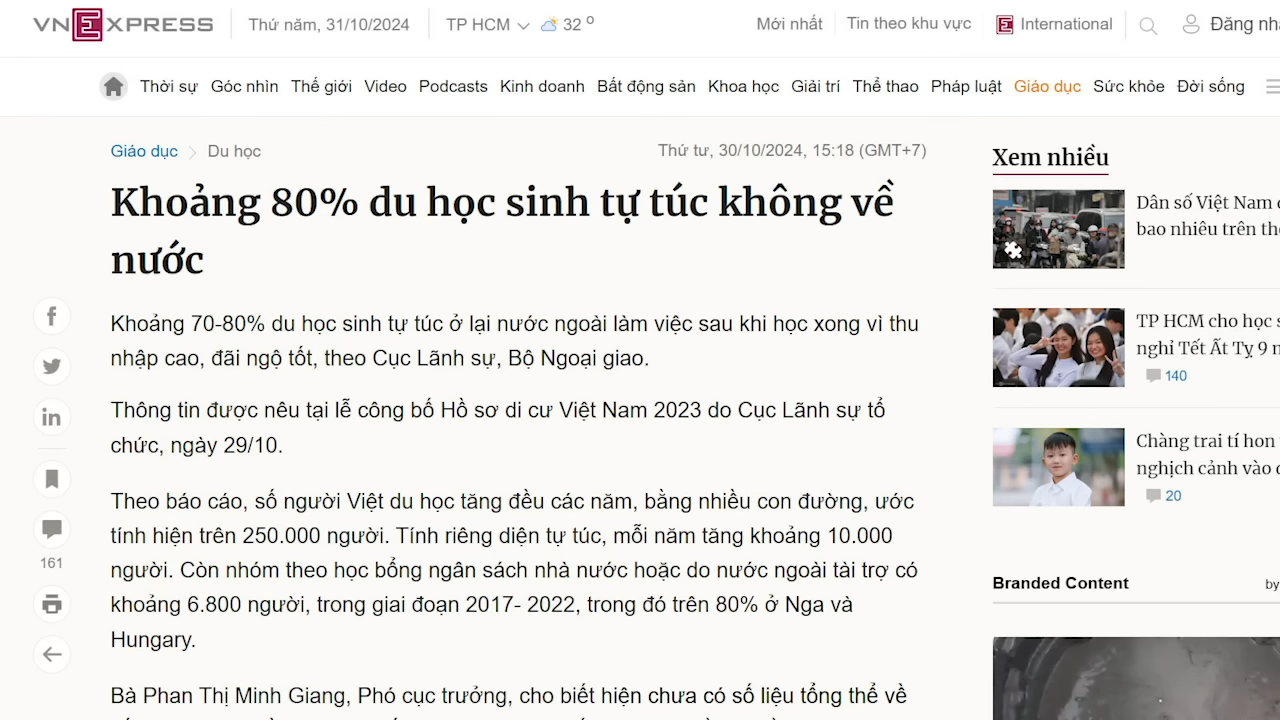 VNEXPRESS
Thứ năm, 31/10/2024
TP HCM
32 º
Mới nhất
Tin theo khu vực
E International
Đăng
Thời sự Góc nhìn Thế giới Video Podcasts Kinh doanh Bất động sản Khoa học Giải trí Thể thao Pháp luật Giáo dục Sức khỏe Đời sống
Giáo dục Du học
Thứ tư, 30/10/2024, 15:18 (GMT+7)
Khoảng 80% du học sinh tự túc không về
nước
Khoảng 70-80% du học sinh tự túc ở lại nước ngoài làm việc sau khi học xong vì thu
nhập cao, đãi ngộ tốt, theo Cục Lãnh sự, Bộ Ngoại giao.
Thông tin được nêu tại lễ công bố Hồ sơ di cư Việt Nam 2023 do Cục Lãnh sự tổ
chức, ngày 29/10.
Theo báo cáo, số người Việt du học tăng đều các năm, bằng nhiều con đường, ước
tính hiện trên 250.000 người. Tính riêng diện tự túc, mỗi năm tăng khoảng 10.000
người. Còn nhóm theo học bổng ngân sách nhà nước hoặc do nước ngoài tài trợ có
khoảng 6.800 người, trong giai đoạn 2017- 2022, trong đó trên 80% ở Nga và
Hungary.
Bà Phan Thị Minh Giang, Phó cục trưởng, cho biết hiện chưa có số liệu tổng thể về
161
Xem nhiều
Dân số Việt Nam
bao nhiêu trên
TP HCM cho học
nghỉ Tết Ất Tỵ 9
140
Chàng trai tí hon
nghịch cảnh vào
20
Branded Content
by